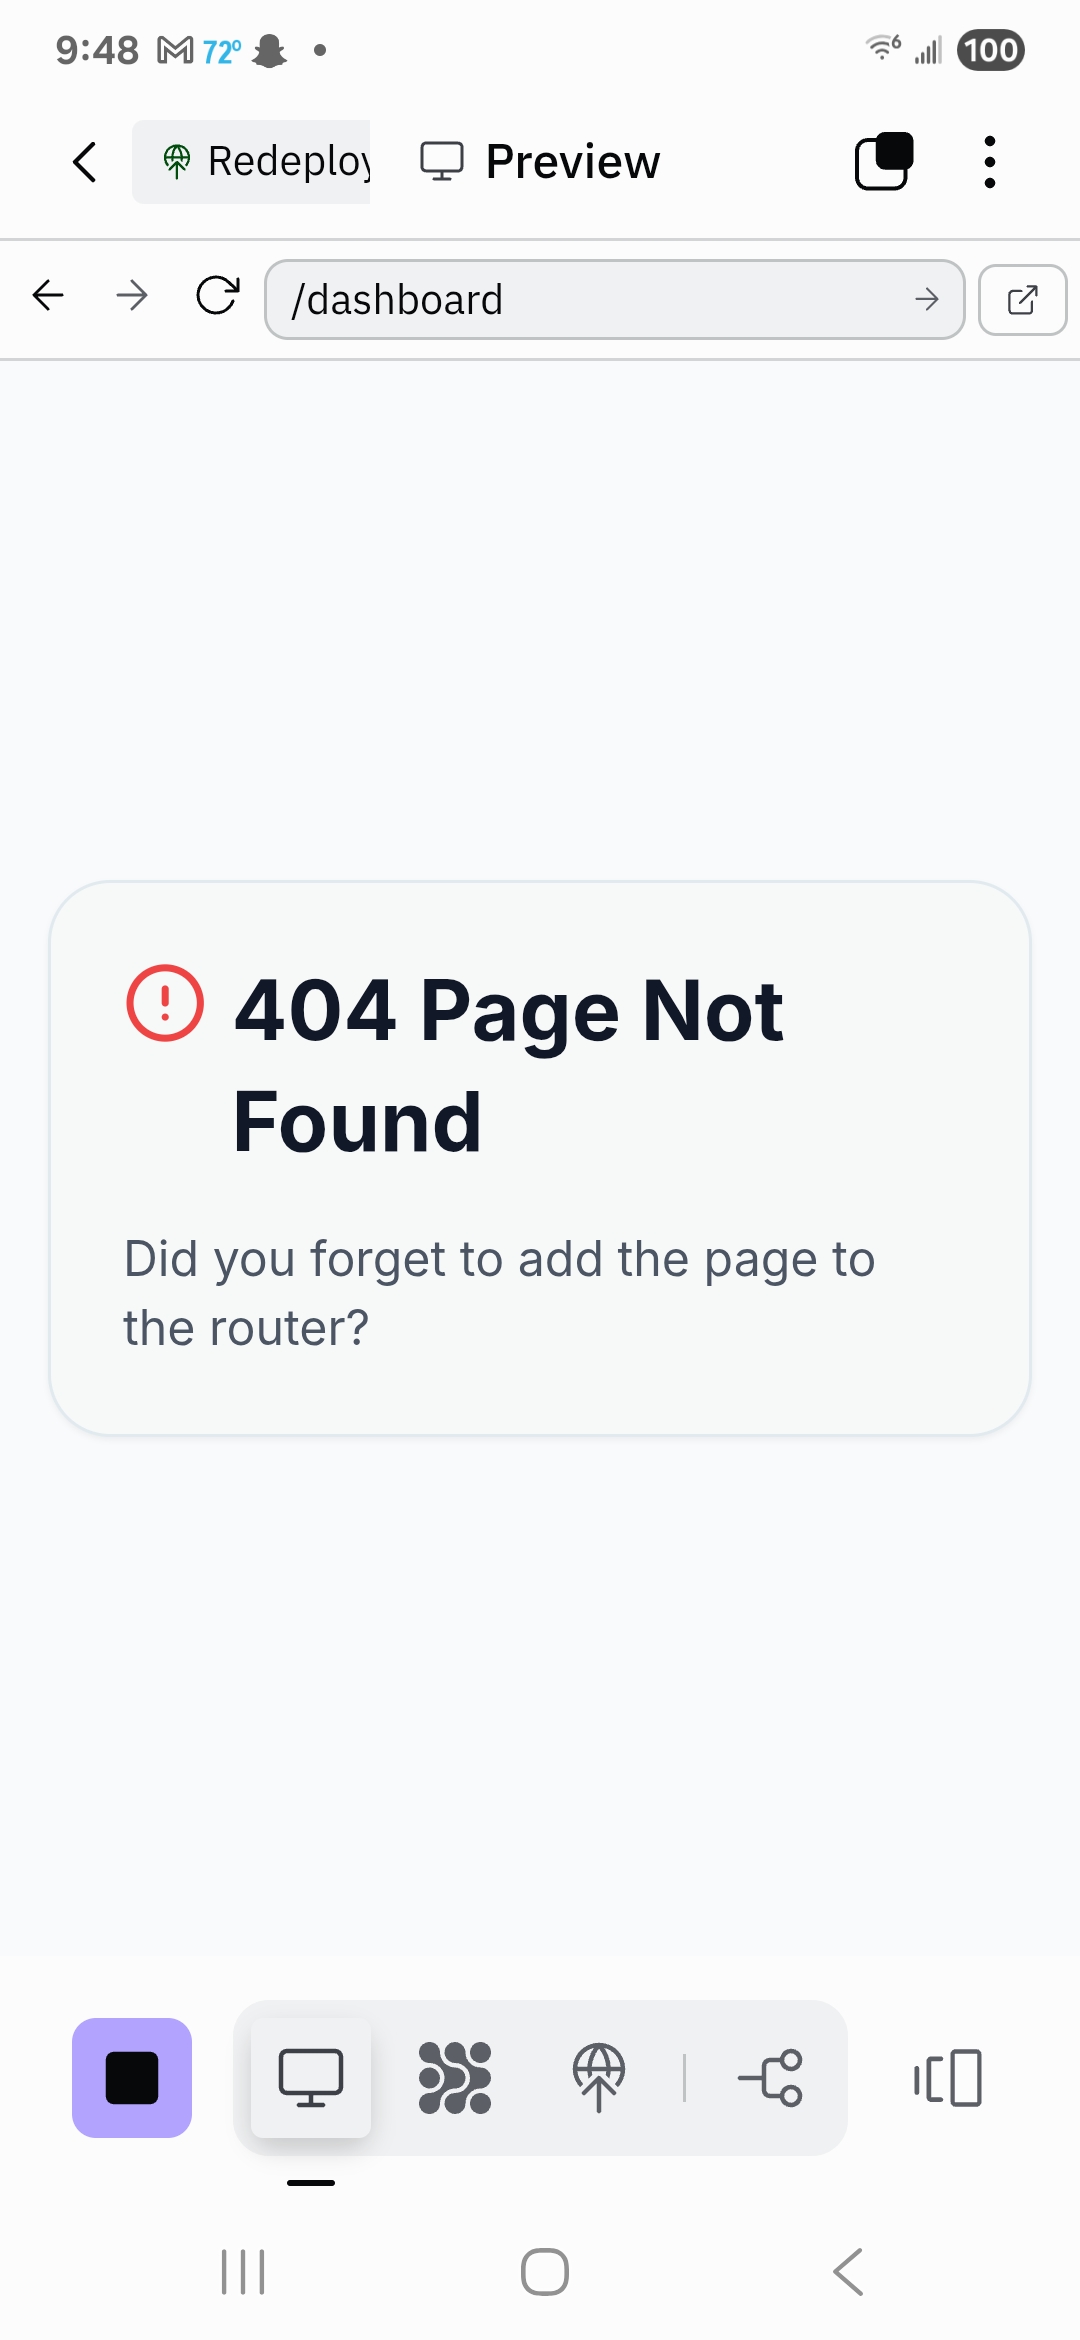 9:48 72° 6 100
Redeploy Preview
/dashboard
404 Page Not
Found
Did you forget to add the page to
the router?